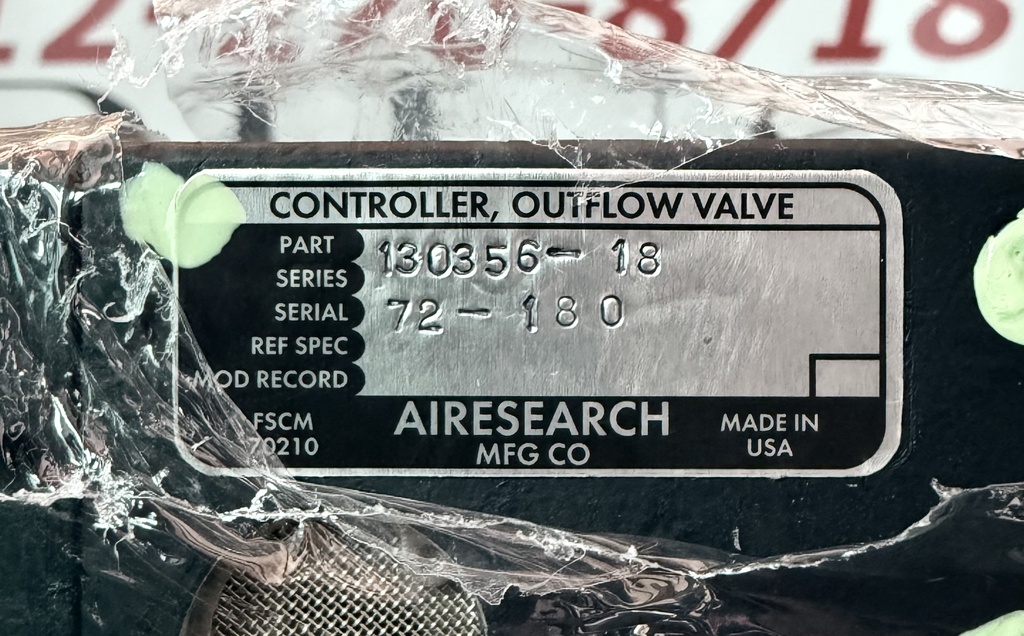 CONTROLLER, OUTFLOW VALVE
PART 130356- 18
SERIES
SERIAL 72 - 180
REF SPEC
MOD RECORD
FSCM
70210
AIRESEARCH
MFG CO
MADE IN
USA